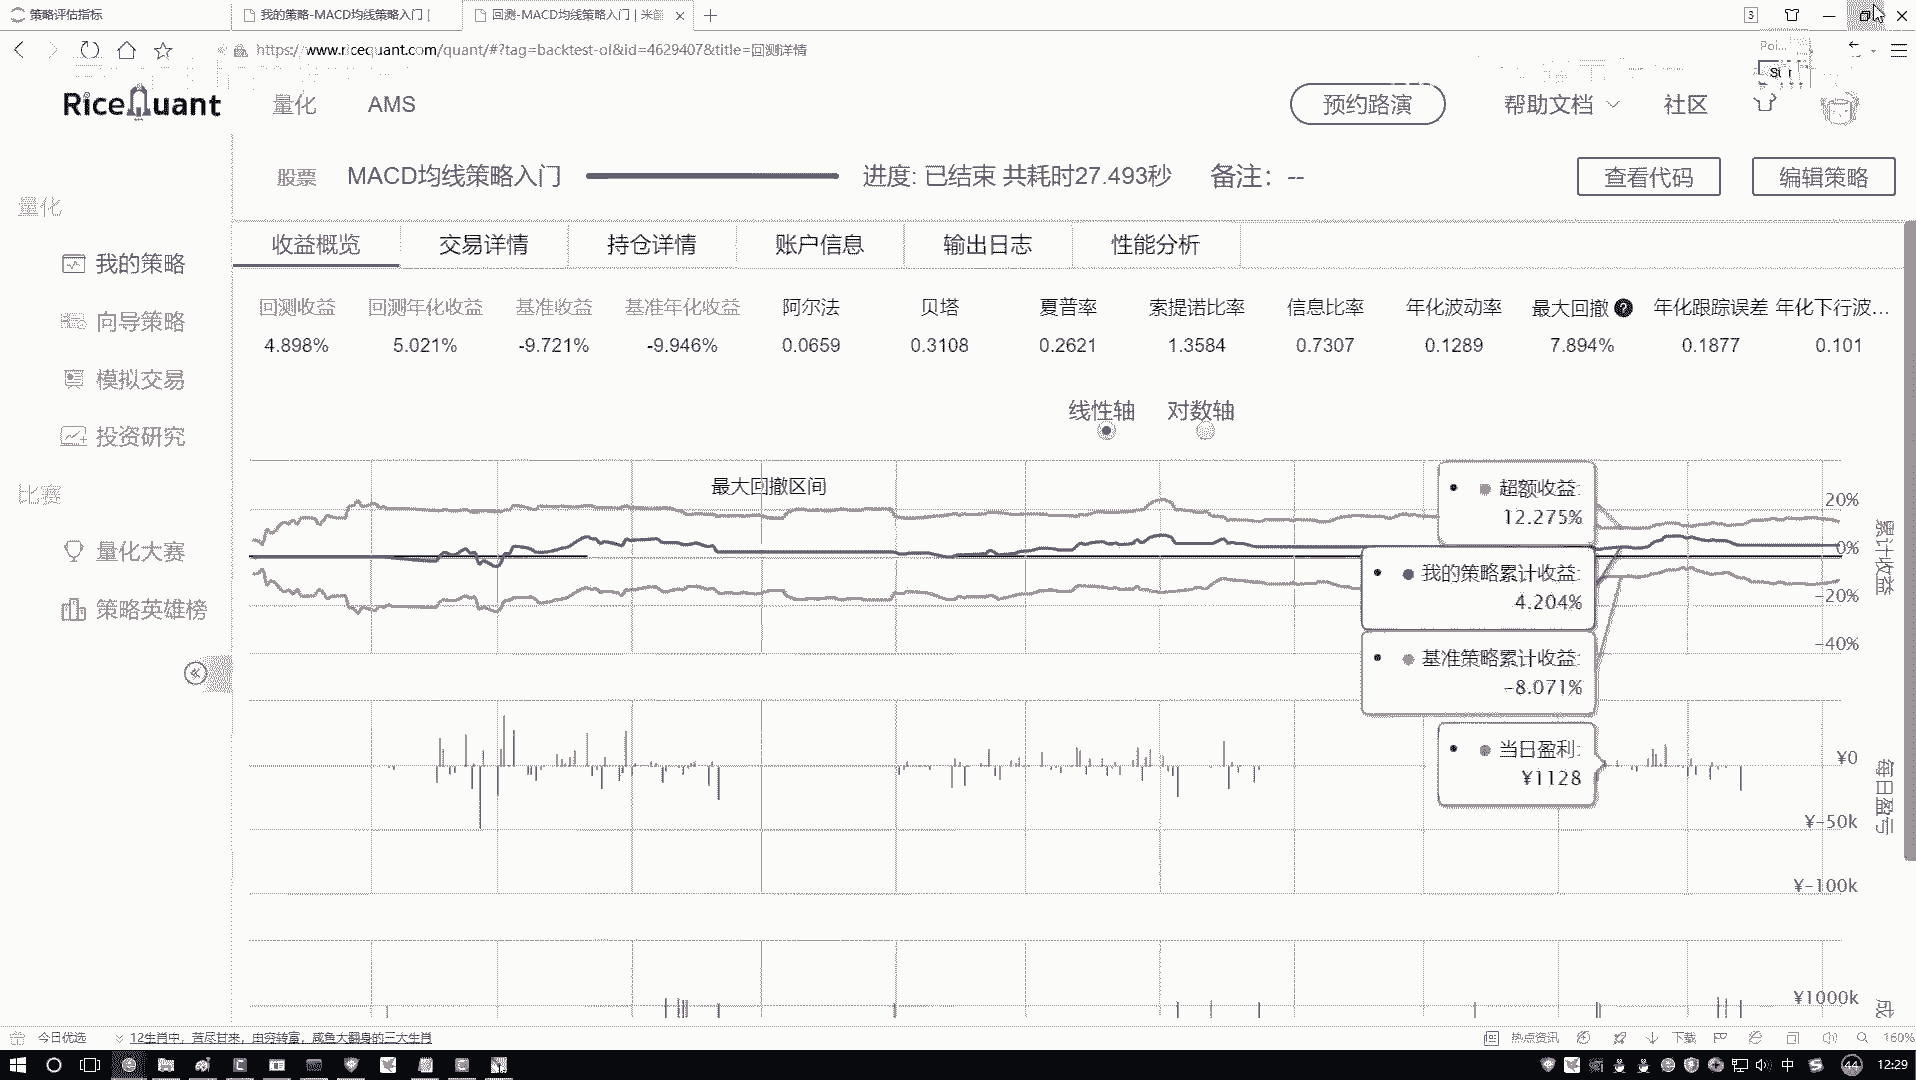 策略评估指标
我的策略-MACD均线策略入门 [
回测-MACD均线策略入门 | 米筐
3
https://www.ricequant.com/quant/#?tag=backtest-ol&id=4629407&title=回测详情
Poi...
RiceQuant
量化
AMS
预约路演
帮助文档
社区
股票
MACD均线策略入门
进度: 已结束 共耗时27.493秒
备注: --
查看代码
编辑策略
量化
我的策略
向导策略
模拟交易
投资研究
比赛
量化大赛
策略英雄榜
收益概览
交易详情
持仓详情
账户信息
输出日志
性能分析
回测收益 回测年化收益 基准收益 基准年化收益 阿尔法 贝塔 夏普率 索提诺比率 信息比率 年化波动率 最大回撤 ? 年化跟踪误差 年化下行波...
4.898% 5.021% -9.721% -9.946% 0.0659 0.3108 0.2621 1.3584 0.7307 0.1289 7.894% 0.1877 0.101
线性轴 对数轴
最大回撤区间
超额收益:
12.275%
我的策略累计收益:
4.204%
基准策略累计收益:
-8.071%
当日盈利:
¥1128
20%
0%
-20%
-40%
累计收益
¥0
¥-50k
¥-100k
每日盈亏
¥1000k
成
今日优选
12生肖中，苦尽甘来，由穷转富，咸鱼大翻身的三大生肖
热点资讯
下载
160%
中
44
12:29